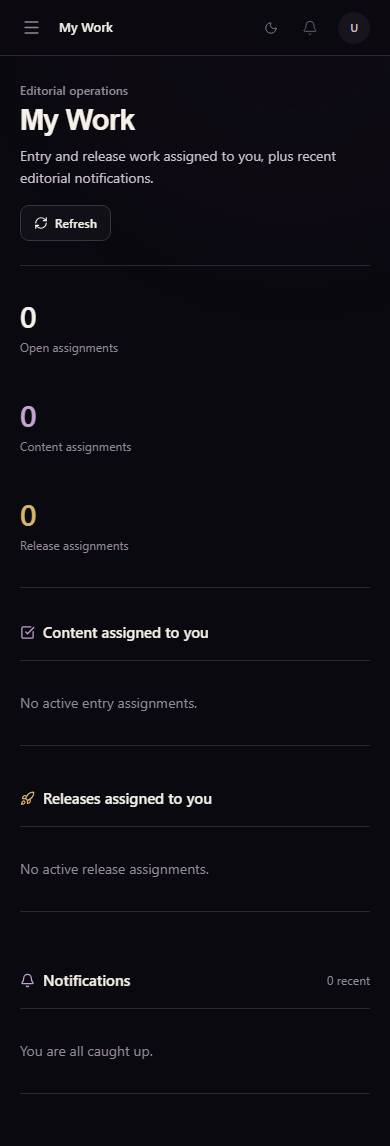 My Work
U
Editorial operations
My Work
Entry and release work assigned to you, plus recent
editorial notifications.
Refresh
0
Open assignments
0
Content assignments
0
Release assignments
Content assigned to you
No active entry assignments.
Releases assigned to you
No active release assignments.
Notifications
0 recent
You are all caught up.